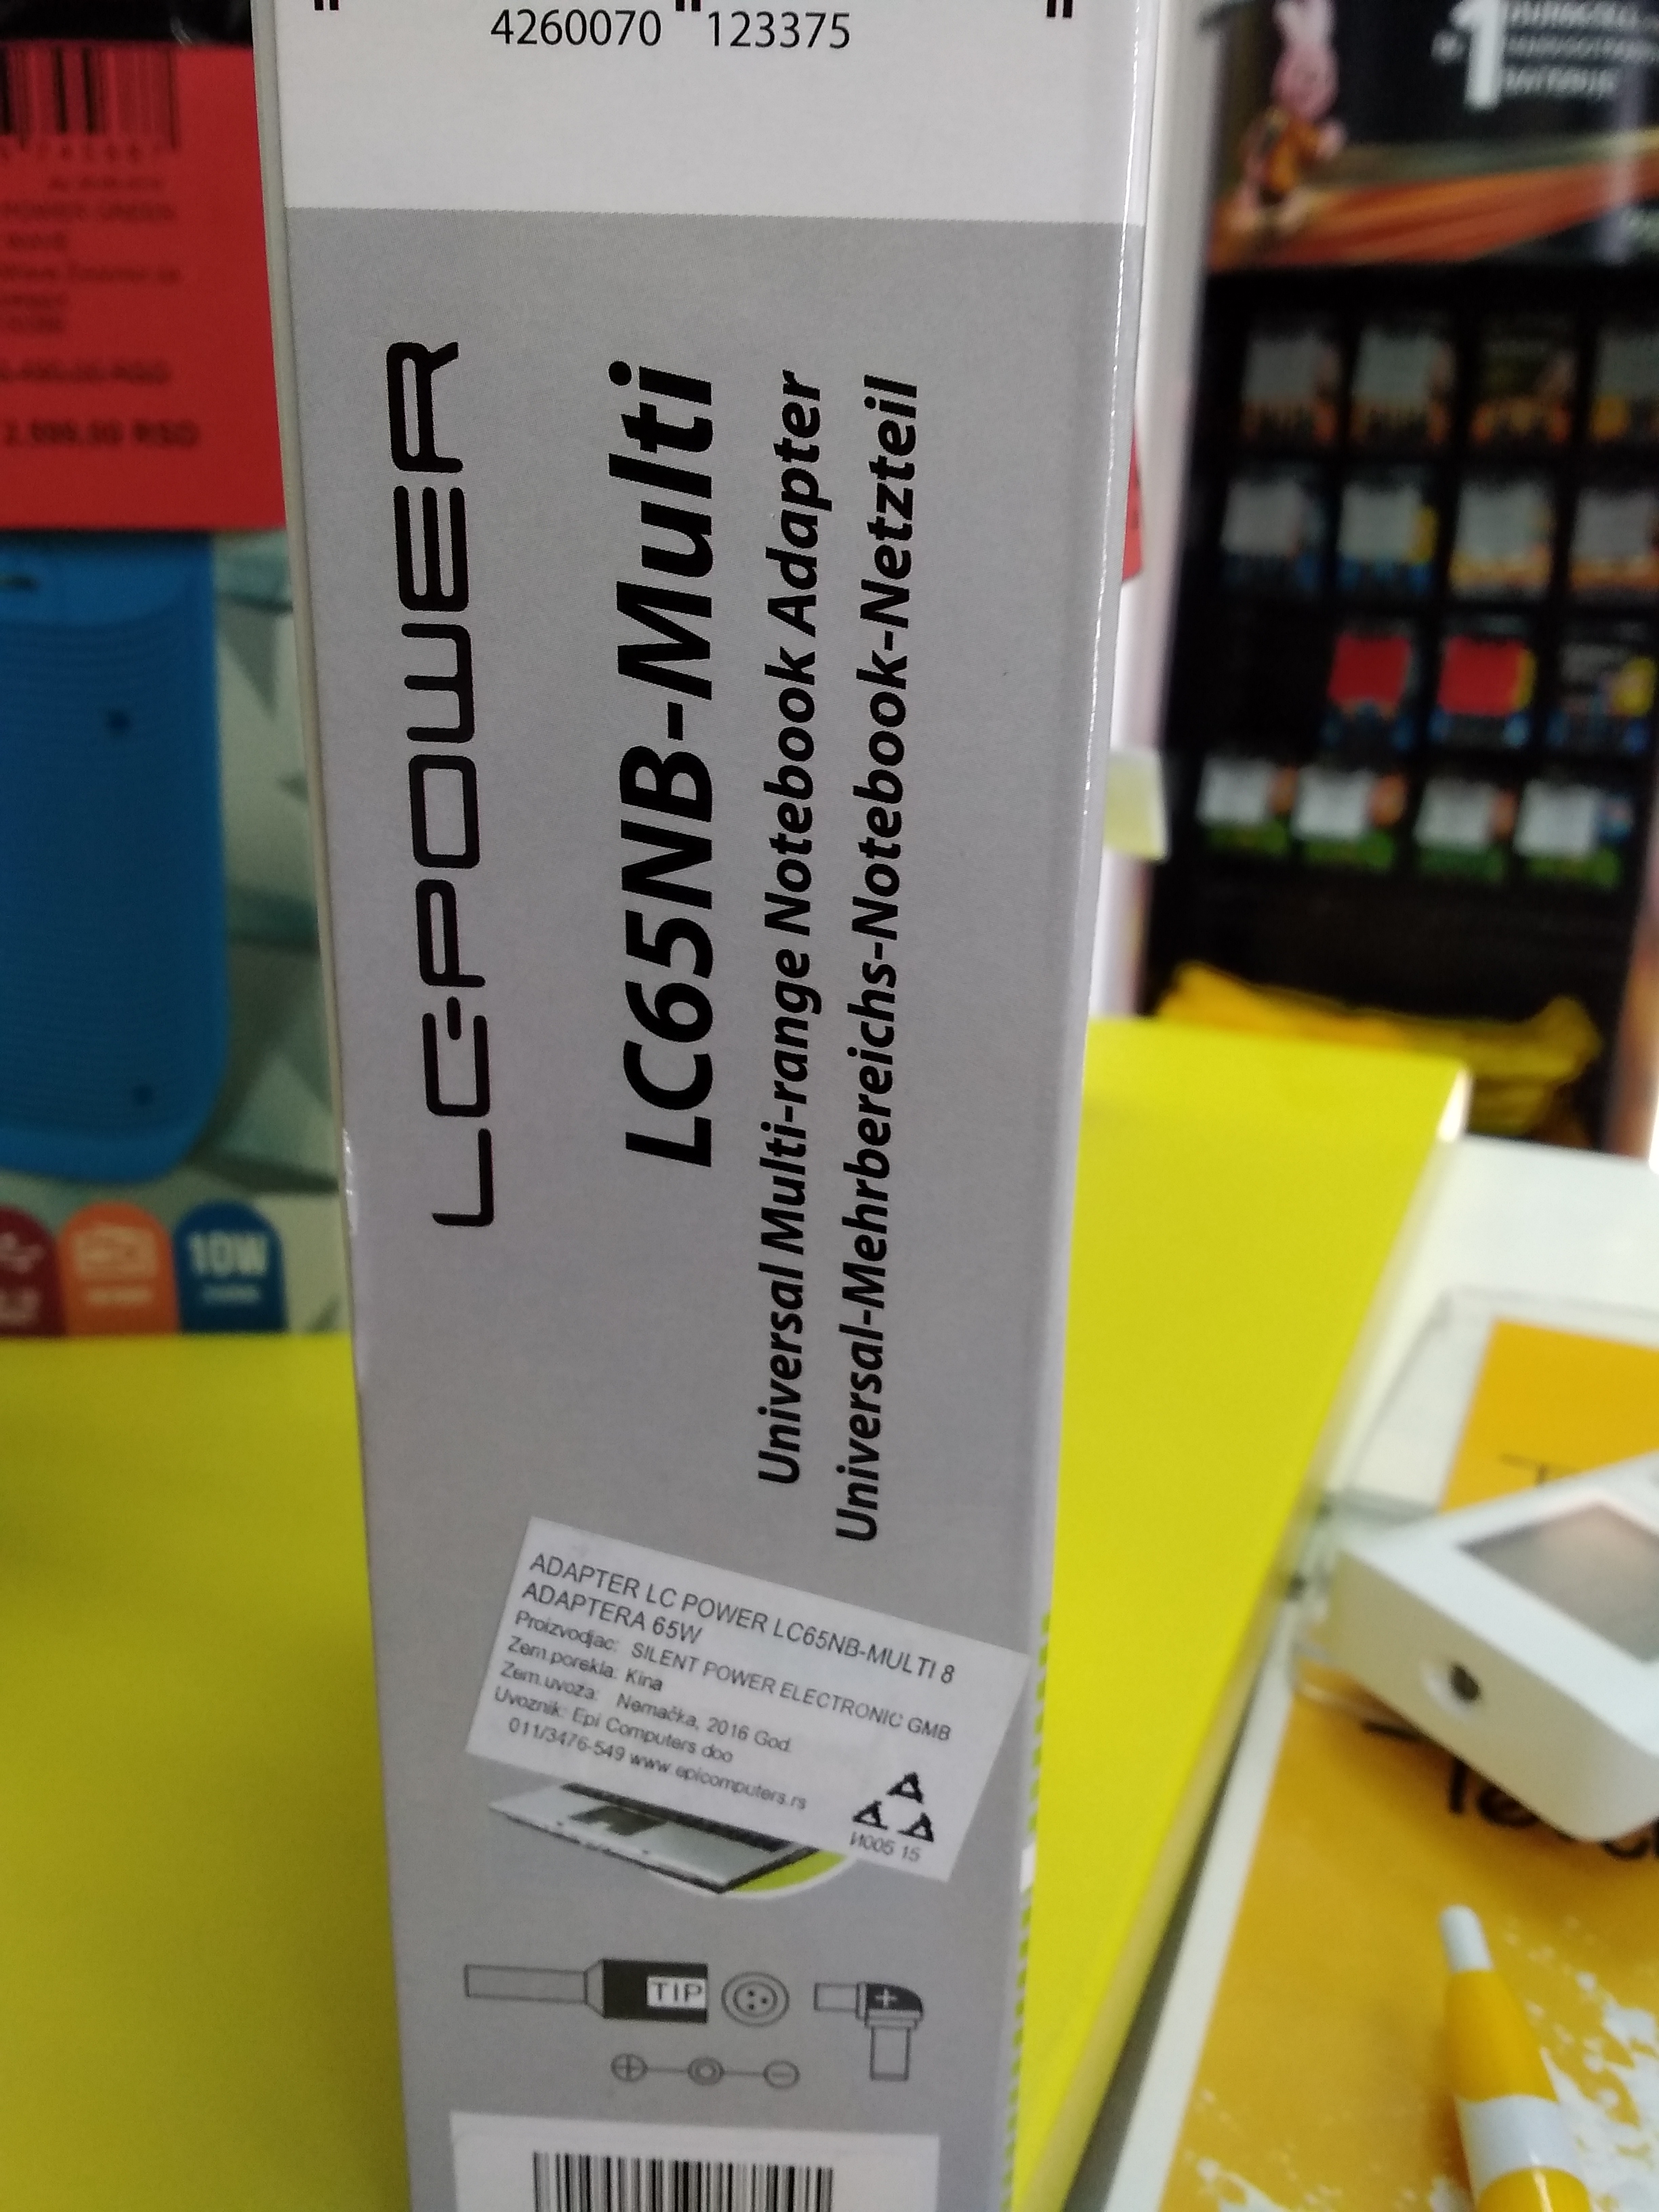 4260070 123375
LC-POWER
LC65NB-Multi
Universal Multi-range Notebook Adapter
Universal-Mehrbereichs-Notebook-Netzteil
ADAPTER LC POWER LC65NB-MULTI 8
ADAPTERA 65W
Proizvodjac: SILENT POWER ELECTRONIC GMB
Zem.porekla: Kina
Zem.uvoza: Nemačka, 2016 God.
Uvoznik: Epi Computers doo
011/3476-549 www.epicomputers.rs
И005 15
TIP
10W
1
DURACELL